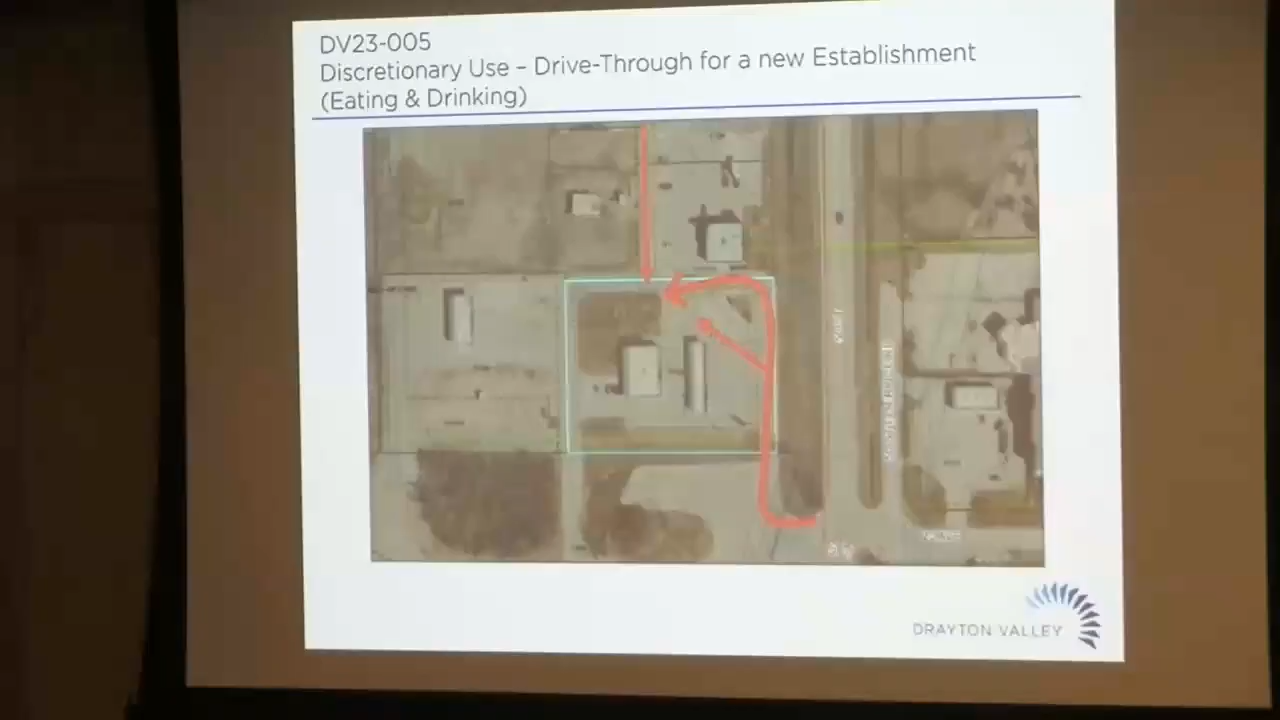 DV23-005
Discretionary Use – Drive-Through for a new Establishment
(Eating & Drinking)
DRAYTON VALLEY